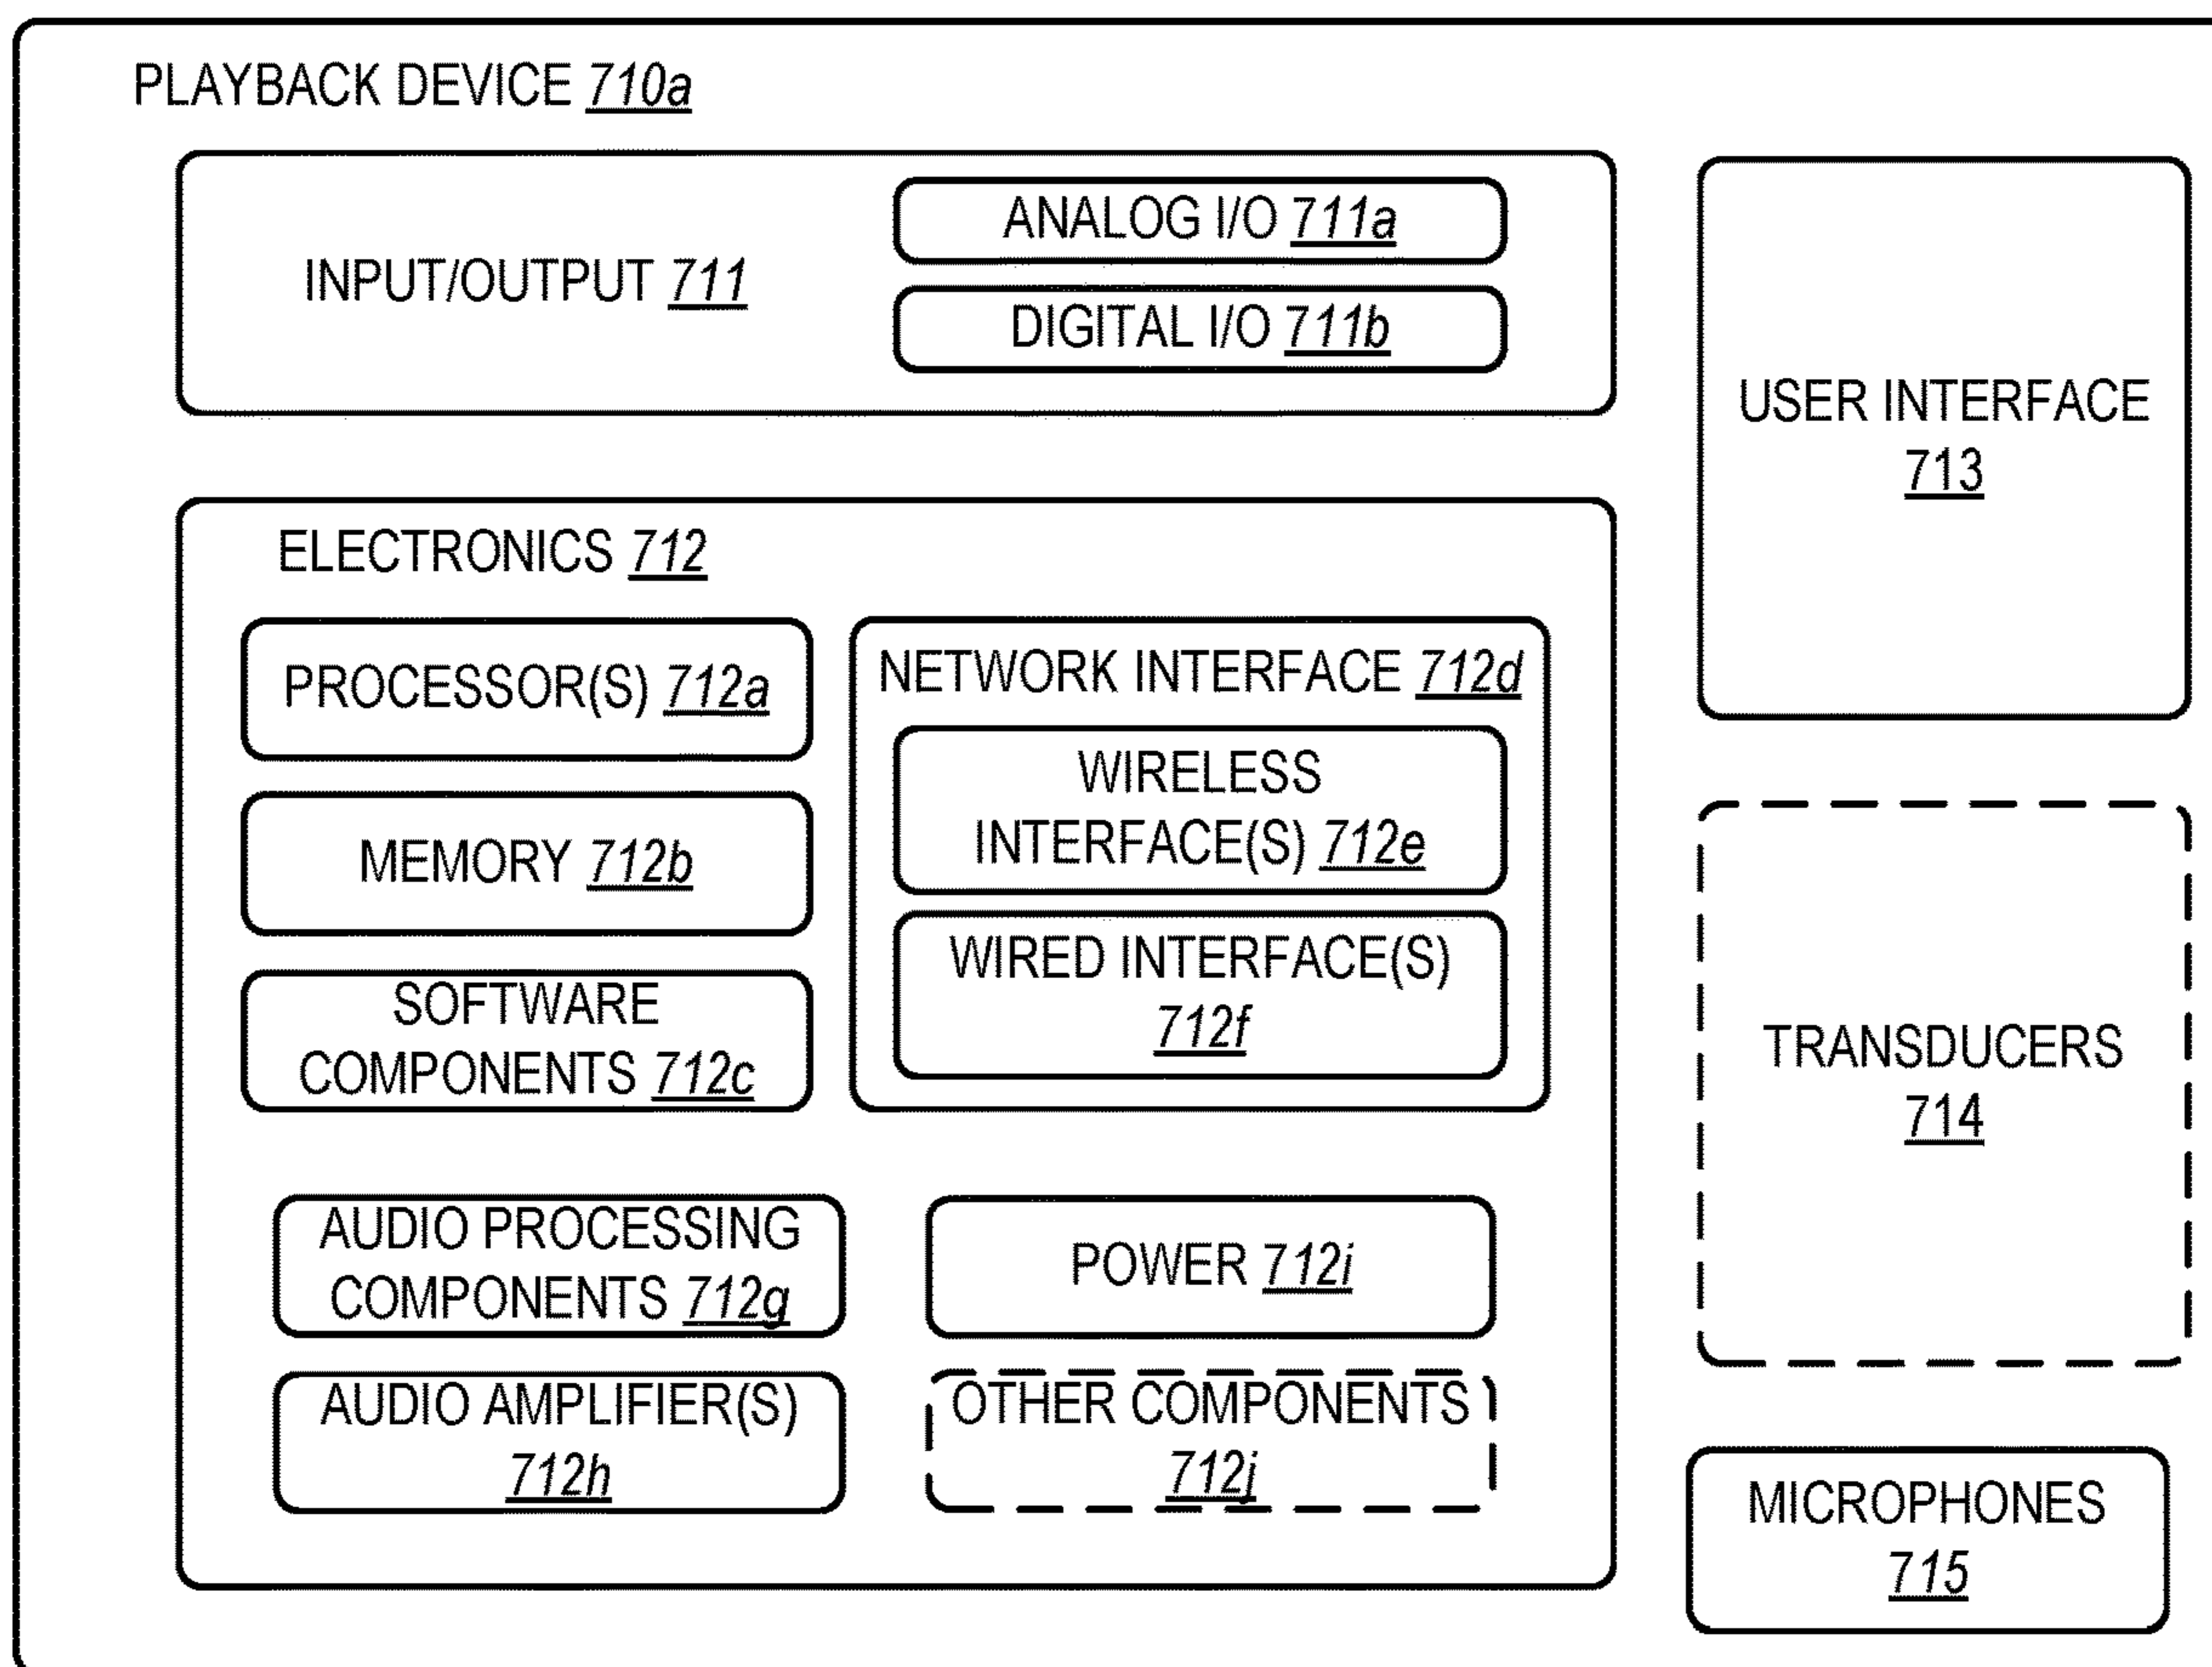 PLAYBACK DEVICE 710a
INPUT/OUTPUT 711
ANALOG I/O 711a
DIGITAL I/O 711b
USER INTERFACE
713
ELECTRONICS 712
PROCESSOR(S) 712a
MEMORY 712b
SOFTWARE
COMPONENTS 712c
NETWORK INTERFACE 712d
WIRELESS
INTERFACE(S) 712e
WIRED INTERFACE(S)
712f
AUDIO PROCESSING
COMPONENTS 712g
AUDIO AMPLIFIER(S)
712h
POWER 712i
OTHER COMPONENTS
712j
TRANSDUCERS
714
MICROPHONES
715